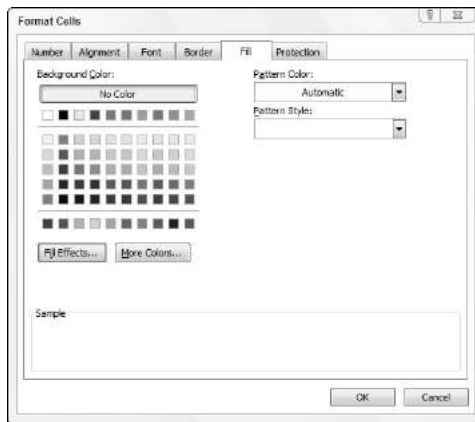 Format Cells
Number Alignment Font Border Fill Protection
Background Color:
No Color
Pattern Color:
Automatic
Pattern Style:
Fill Effects...
More Colors...
Sample
OK
Cancel